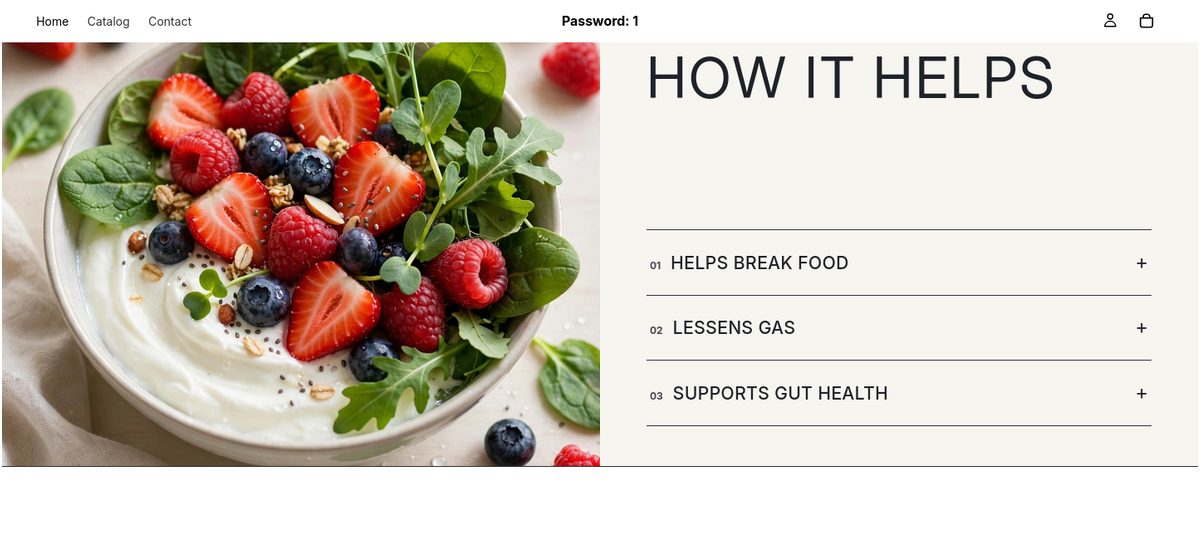 Home
Catalog
Contact
Password: 1
HOW IT HELPS
01 HELPS BREAK FOOD +
02 LESSENS GAS +
03 SUPPORTS GUT HEALTH +